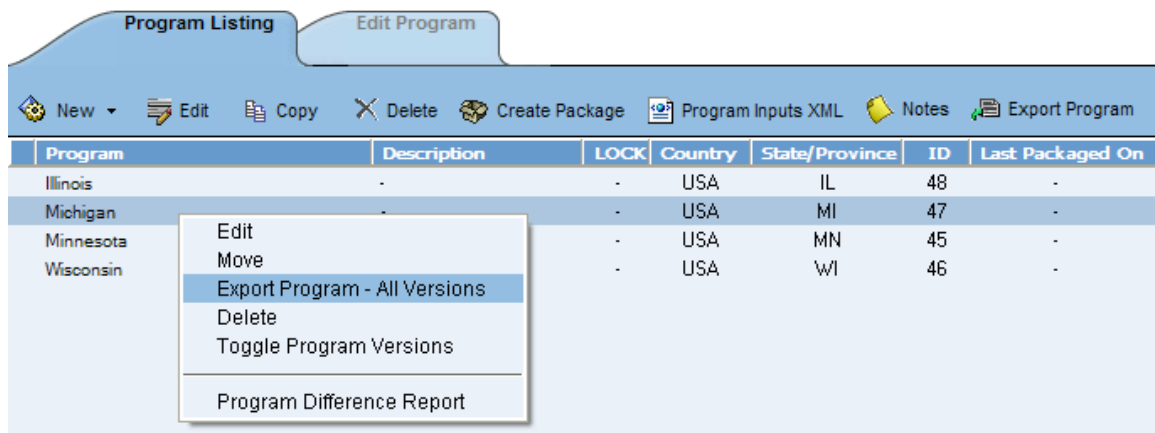 Program Listing Edit Program
New Edit Copy Delete Create Package Program Inputs XML Notes Export Program
Program Description LOCK Country State/Province ID Last Packaged On
Illinois - - USA IL 48 -
Michigan - - USA MI 47 -
Minnesota - USA MN 45 -
Wisconsin - USA WI 46 -
Edit
Move
Export Program - All Versions
Delete
Toggle Program Versions
Program Difference Report